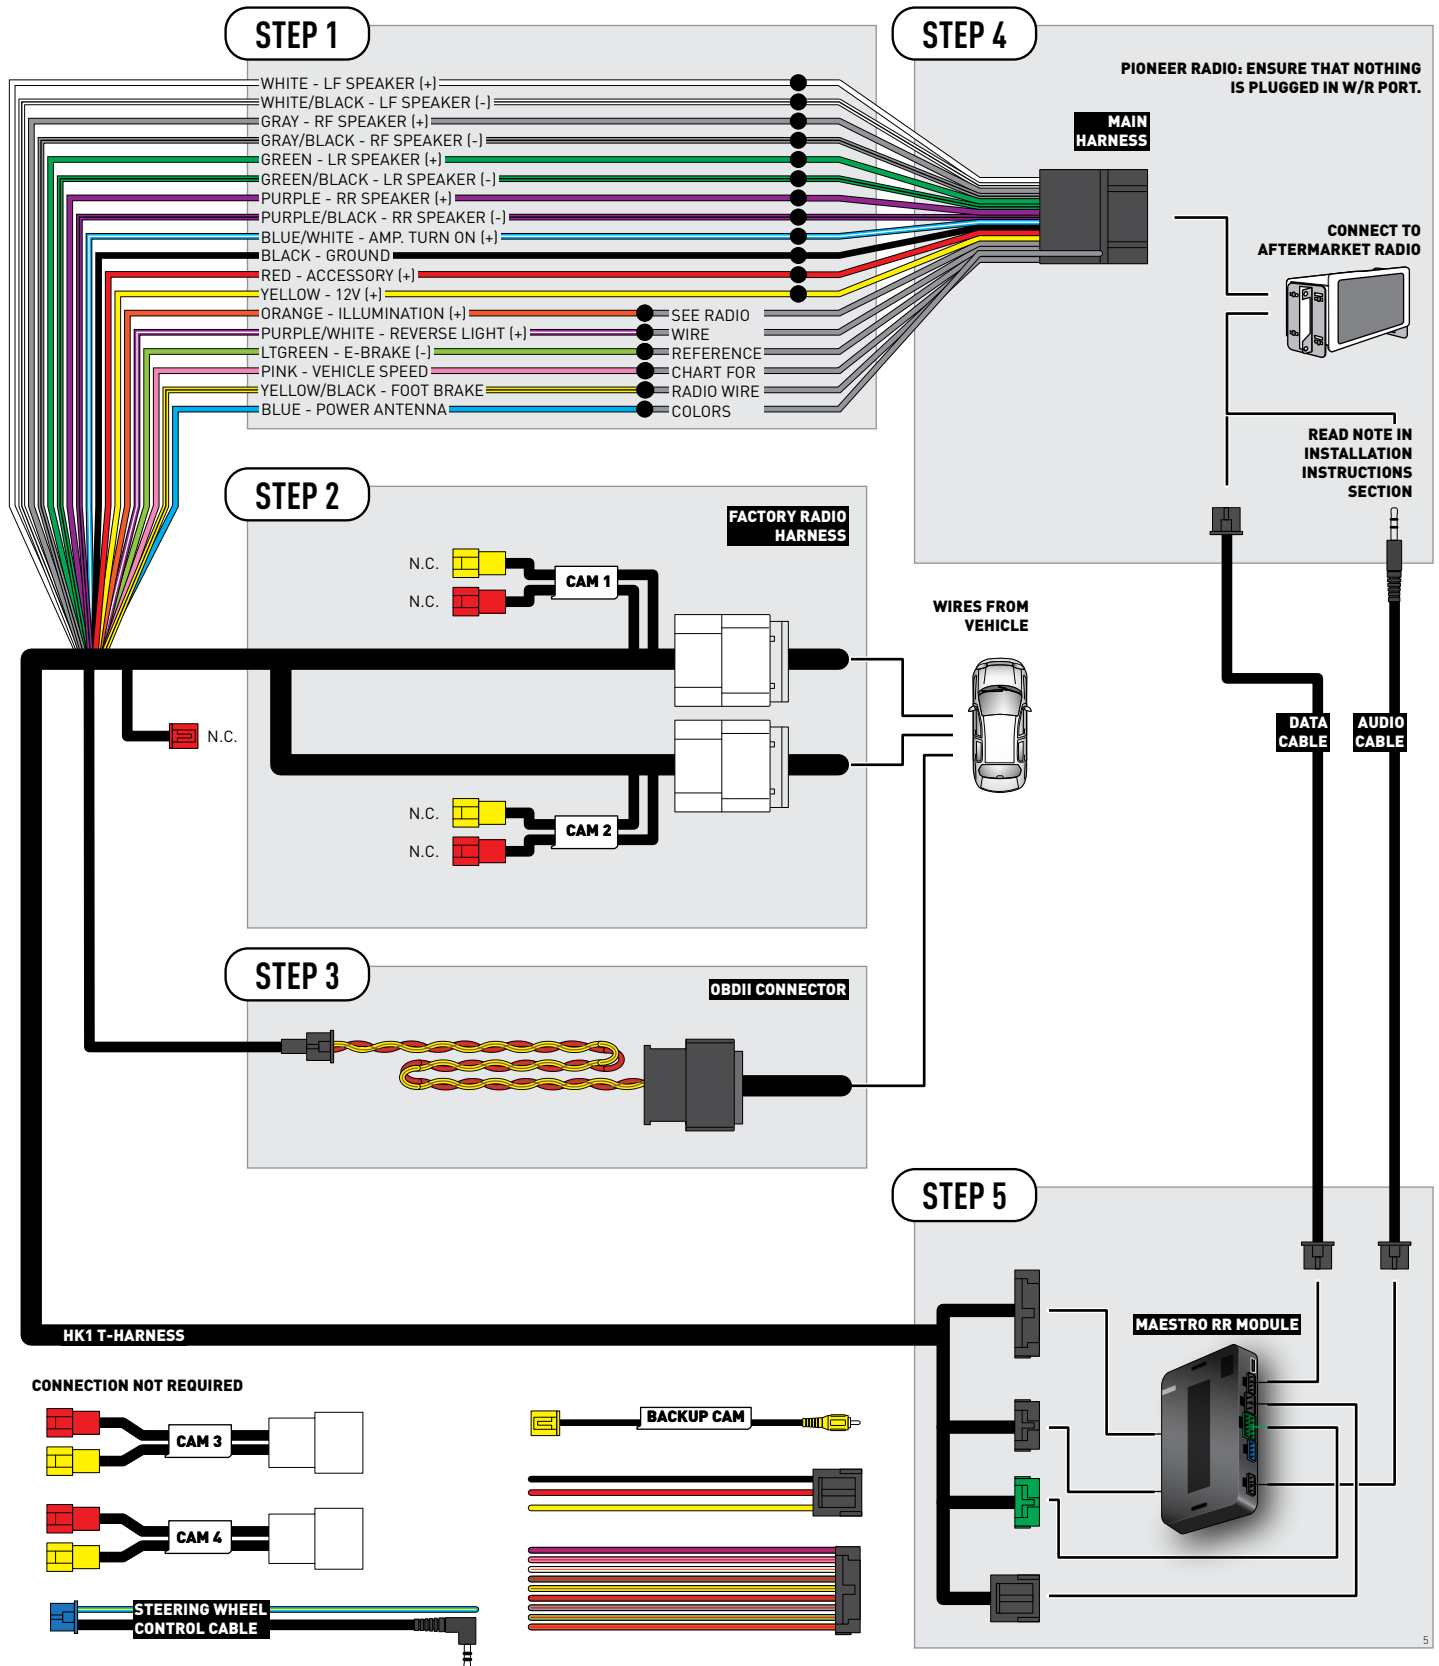 STEP 1
WHITE - LF SPEAKER (+)
WHITE/BLACK - LF SPEAKER (-)
GRAY - RF SPEAKER (+)
GRAY/BLACK - RF SPEAKER (-)
GREEN - LR SPEAKER (+)
GREEN/BLACK - LR SPEAKER (-)
PURPLE - RR SPEAKER (+)
PURPLE/BLACK - RR SPEAKER (-)
BLUE/WHITE - AMP. TURN ON (+)
BLACK - GROUND
RED - ACCESSORY (+)
YELLOW - 12V (+)
ORANGE - ILLUMINATION (+)
PURPLE/WHITE - REVERSE LIGHT (+)
LTGREEN - E-BRAKE (-)
PINK - VEHICLE SPEED
YELLOW/BLACK - FOOT BRAKE
BLUE - POWER ANTENNA
SEE RADIO
WIRE
REFERENCE
CHART FOR
RADIO WIRE
COLORS
STEP 4
PIONEER RADIO: ENSURE THAT NOTHING
IS PLUGGED IN W/R PORT.
MAIN
HARNESS
CONNECT TO
AFTERMARKET RADIO
READ NOTE IN
INSTALLATION
INSTRUCTIONS
SECTION
STEP 2
FACTORY RADIO
HARNESS
N.C.
CAM 1
N.C.
WIRES FROM
VEHICLE
N.C.
DATA
CABLE
AUDIO
CABLE
N.C.
CAM 2
N.C.
STEP 3
OBDII CONNECTOR
STEP 5
MAESTRO RR MODULE
HK1 T-HARNESS
CONNECTION NOT REQUIRED
CAM 3
BACKUP CAM
CAM 4
STEERING WHEEL
CONTROL CABLE
5